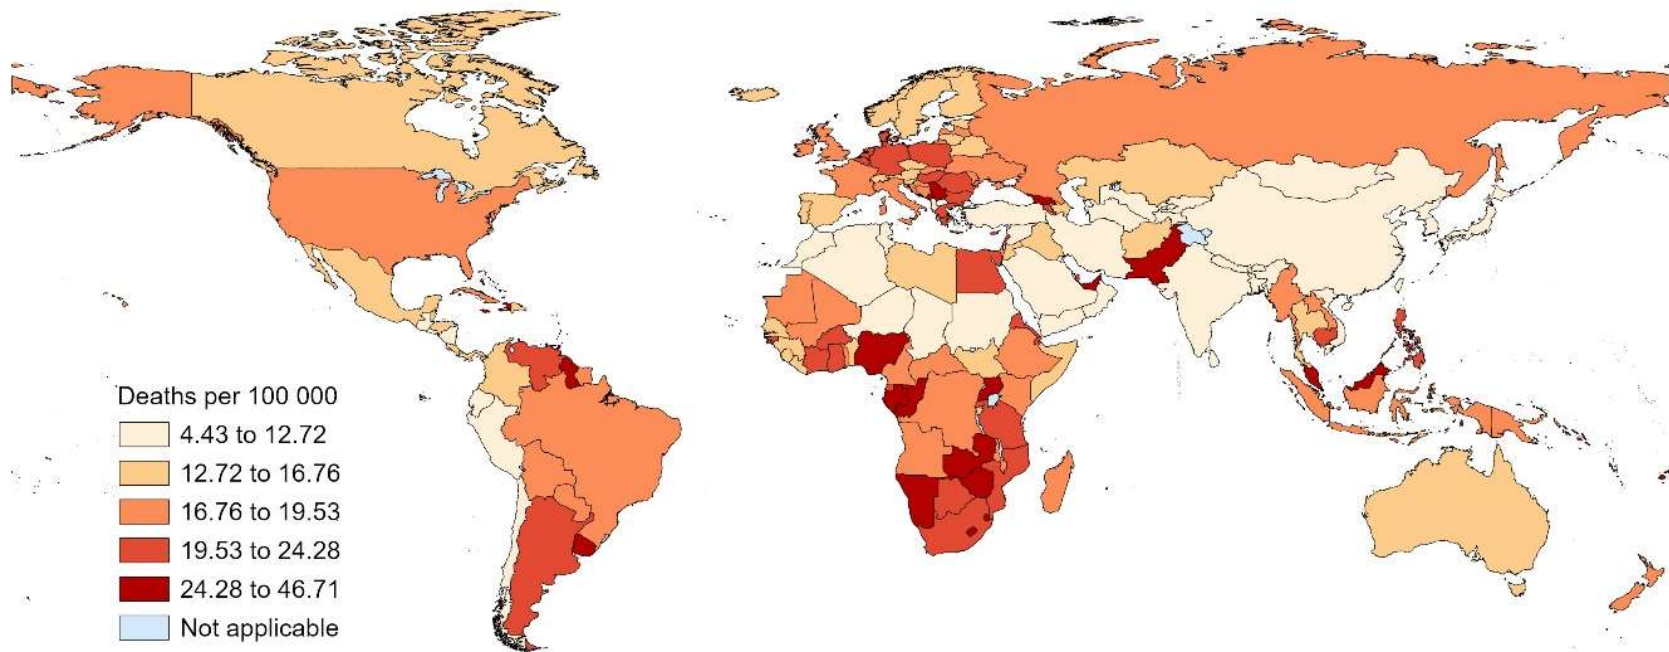 Deaths per 100 000
4.43 to 12.72
12.72 to 16.76
16.76 to 19.53
19.53 to 24.28
24.28 to 46.71
Not applicable